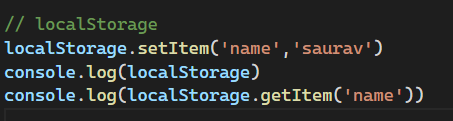 // localStorage
localStorage.setItem('name','saurav')
console.log(localStorage)
console.log(localStorage.getItem('name'))